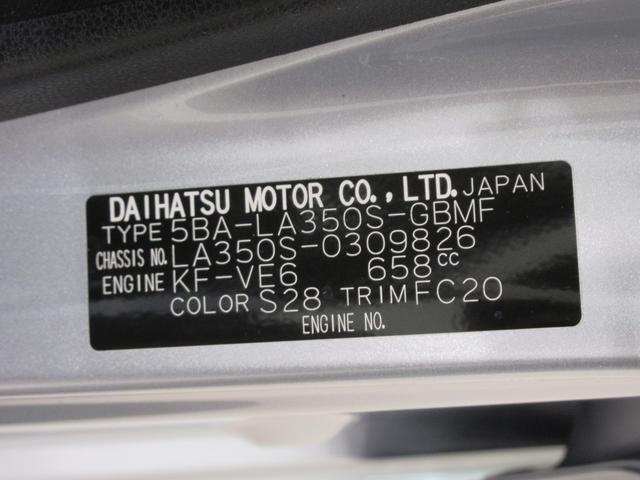 DAIHATSU MOTOR CO., LTD. JAPAN
TYPE 5BA-LA350S-GBMF
CHASSIS NO. LA350S-0309826
ENGINE KF-VE6 658cc
COLOR S28 TRIM FC20
ENGINE NO.